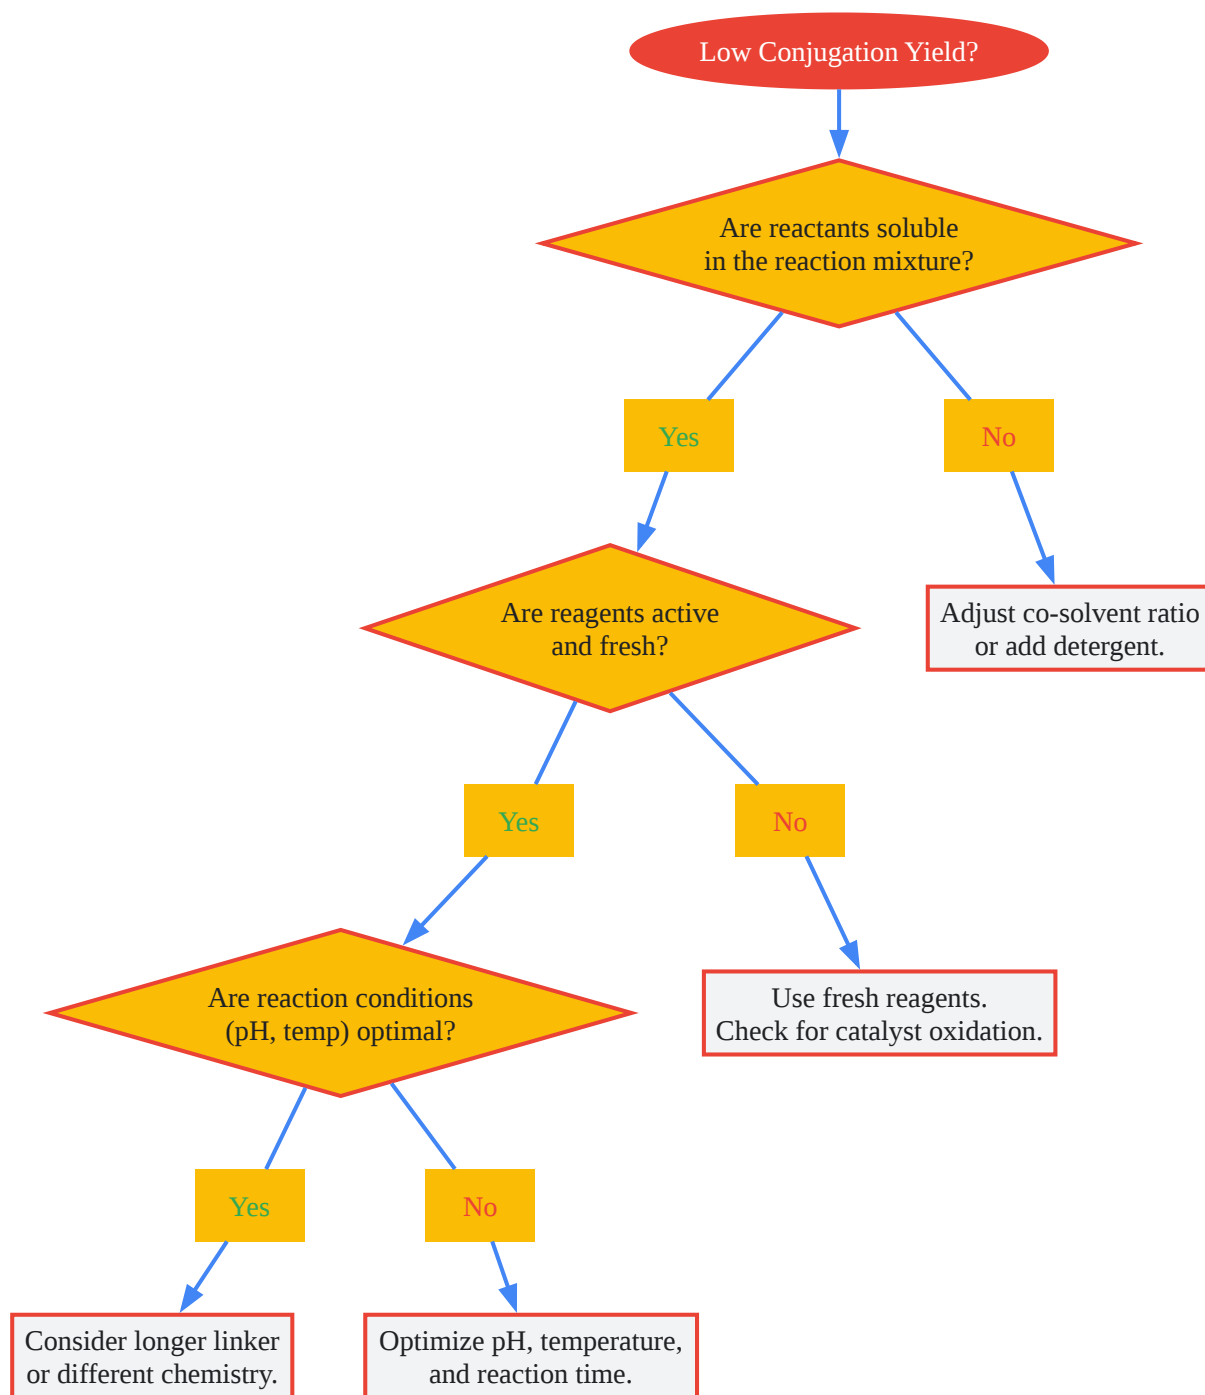 Low Conjugation Yield?
Are reactants soluble
in the reaction mixture?
Yes
No
Are reagents active
and fresh?
Adjust co-solvent ratio
or add detergent.
Yes
No
Are reaction conditions
(pH, temp) optimal?
Use fresh reagents.
Check for catalyst oxidation.
Yes
No
Consider longer linker
or different chemistry.
Optimize pH, temperature,
and reaction time.